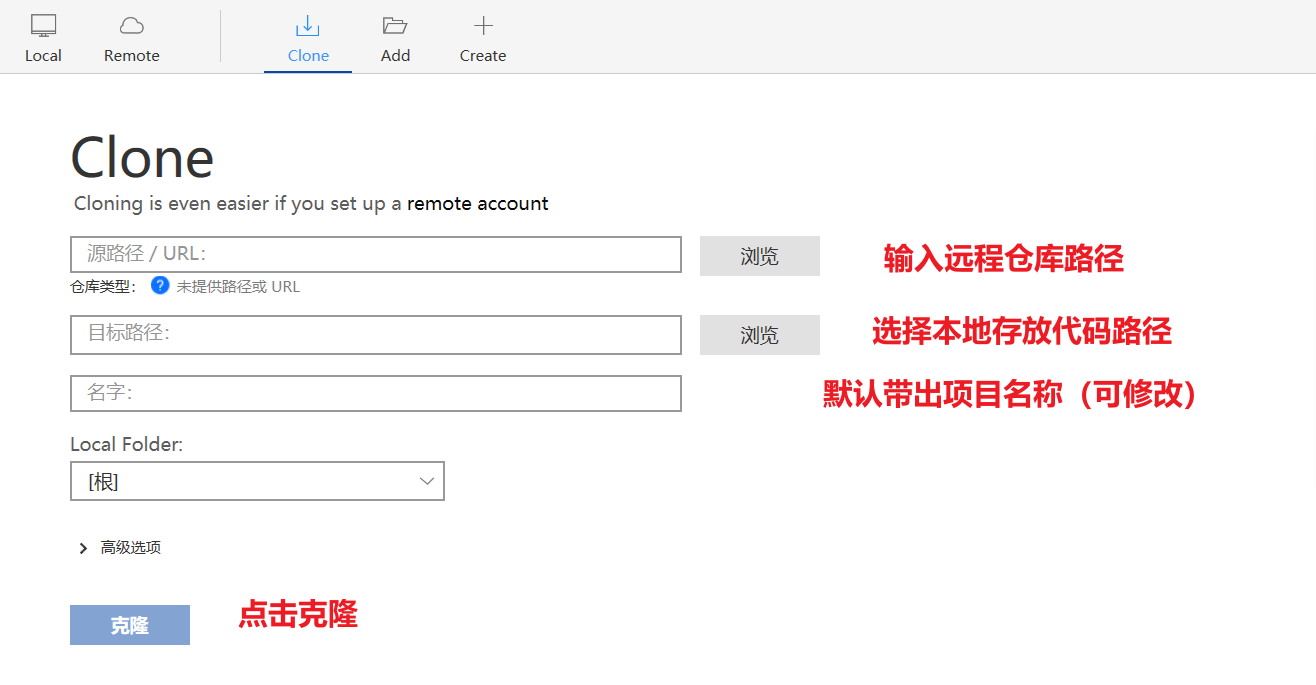 Local Remote Clone Add Create
Clone
Cloning is even easier if you set up a remote account
源路径 / URL: 浏览 输入远程仓库路径
仓库类型: ? 未提供路径或 URL
目标路径: 浏览 选择本地存放代码路径
名字: 默认带出项目名称（可修改）
Local Folder:
[根]
高级选项
克隆 点击克隆